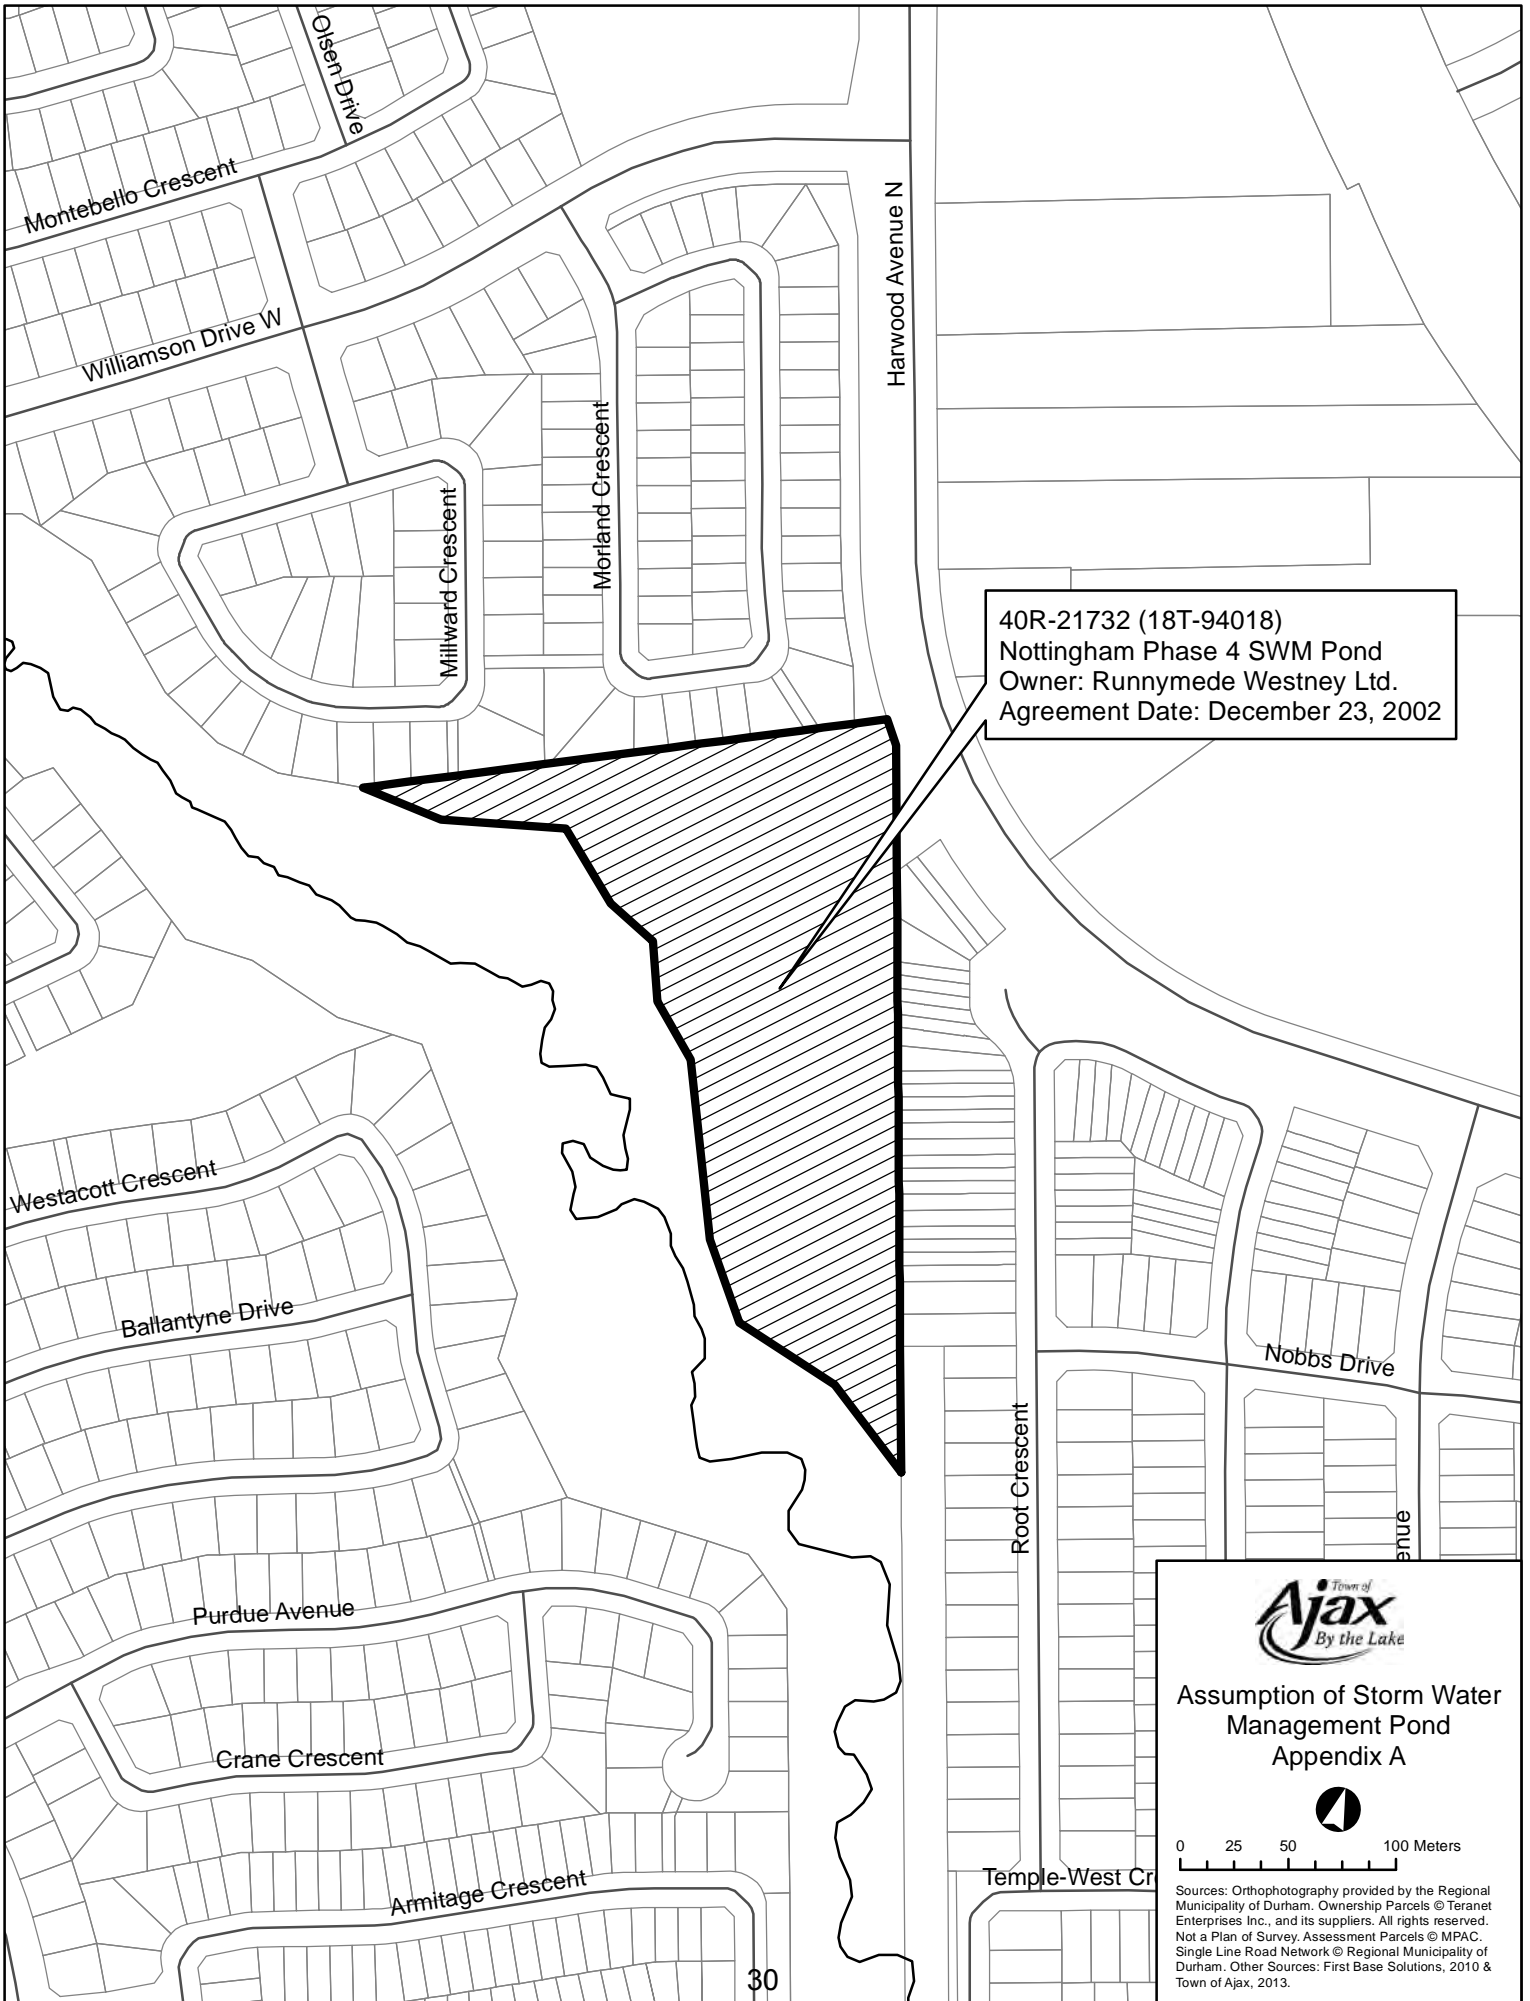 Olsen Drive
Montebello Crescent
Harwood Avenue N
Williamson Drive W
Morland Crescent
Millward Crescent
40R-21732 (18T-94018)
Nottingham Phase 4 SWM Pond
Owner: Runnymede Westney Ltd.
Agreement Date: December 23, 2002
Westacott Crescent
Ballantyne Drive
Nobbs Drive
Root Crescent
enue
Purdue Avenue
Crane Crescent
Armitage Crescent
Temple-West Cr
30
Town of
Ajax
By the Lake
Assumption of Storm Water
Management Pond
Appendix A
0 25 50 100 Meters
Sources: Orthophotography provided by the Regional
Municipality of Durham. Ownership Parcels © Teranet
Enterprises Inc., and its suppliers. All rights reserved.
Not a Plan of Survey. Assessment Parcels © MPAC.
Single Line Road Network © Regional Municipality of
Durham. Other Sources: First Base Solutions, 2010 &
Town of Ajax, 2013.